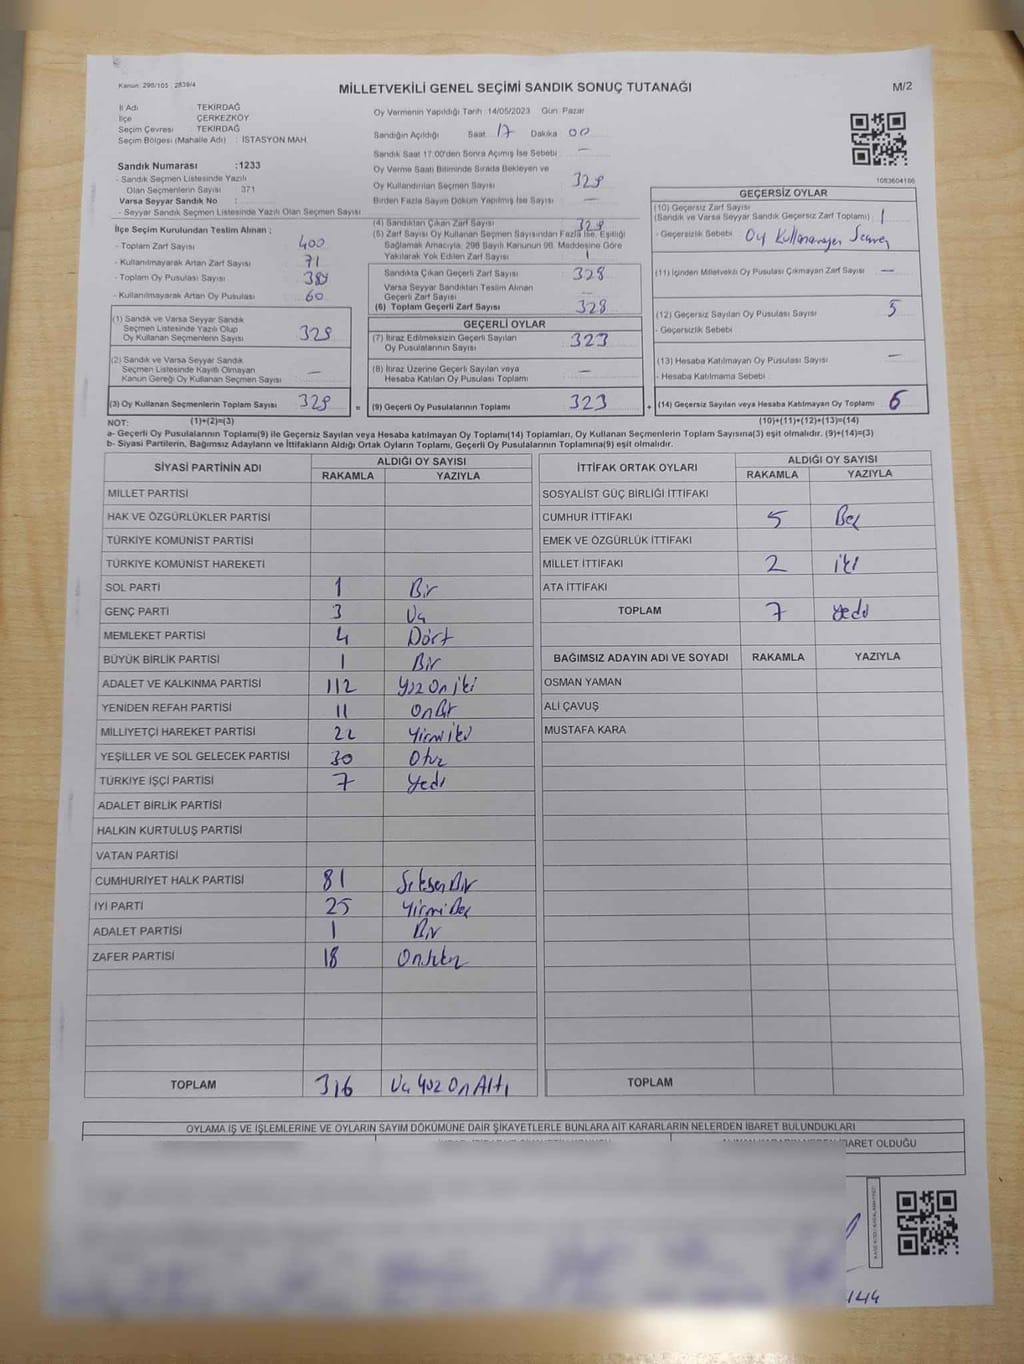 Kanun: 298/105 , 2839/4
MİLLETVEKİLİ GENEL SEÇİMİ SANDIK SONUÇ TUTANAĞI
M/2
İl Adı TEKİRDAĞ
İlçe ÇERKEZKÖY
Seçim Çevresi TEKİRDAĞ
Seçim Bölgesi (Mahalle Adı) : İSTASYON MAH.
Sandık Numarası :1233
- Sandık Seçmen Listesinde Yazılı
Olan Seçmenlerin Sayısı 371
Varsa Seyyar Sandık No :
- Seyyar Sandık Seçmen Listesinde Yazılı Olan Seçmen Sayısı
İlçe Seçim Kurulundan Teslim Alınan ;
- Toplam Zarf Sayısı 400
- Kullanılmayarak Artan Zarf Sayısı 71
- Toplam Oy Pusulası Sayısı
- Kullanılmayarak Artan Oy Pusulası 60
(1) Sandık ve Varsa Seyyar Sandık
Seçmen Listesinde Yazılı Olup
Oy Kullanan Seçmenlerin Sayısı 329
(2) Sandık ve Varsa Seyyar Sandık
Seçmen Listesinde Kayıtlı Olmayan
Kanun Gereği Oy Kullanan Seçmen Sayısı —
(3) Oy Kullanan Seçmenlerin Toplam Sayısı 329 =
Oy Vermenin Yapıldığı Tarih :14/05/2023 Gün: Pazar
Sandığın Açıldığı Saat 17 Dakika 00
Sandık Saat 17.00'den Sonra Açımış İse Sebebi —
Oy Verme Saati Bitiminde Sırada Bekleyen ve
Oy Kullandırılan Seçmen Sayısı 329
Birden Fazla Sayım Döküm Yapılmış İse Sayısı —
(4) Sandıktan Çıkan Zarf Sayısı 329
(5) Zarf Sayısı Oy Kullanan Seçmen Sayısından Fazla İse, Eşitliği
Sağlamak Amacıyla, 298 Sayılı Kanunun 98. Maddesine Göre
Yakılarak Yok Edilen Zarf Sayısı 1
Sandıkta Çıkan Geçerli Zarf Sayısı 328
Varsa Seyyar Sandıktan Teslim Alınan
Geçerli Zarf Sayısı —
(6) Toplam Geçerli Zarf Sayısı 328
GEÇERLİ OYLAR
(7) İtiraz Edilmeksizin Geçerli Sayılan
Oy Pusulalarının Sayısı 323
(8) İtiraz Üzerine Geçerli Sayılan veya
Hesaba Katılan Oy Pusulası Toplamı —
(9) Geçerli Oy Pusulalarının Toplamı 323 +
1083604186
GEÇERSİZ OYLAR
(10) Geçersiz Zarf Sayısı
(Sandık ve Varsa Seyyar Sandık Geçersiz Zarf Toplamı) 1
- Geçersizlik Sebebi : Oy Kullanmayan Seçmen
(11) İçinden Milletvekili Oy Pusulası Çıkmayan Zarf Sayısı —
(12) Geçersiz Sayılan Oy Pusulası Sayısı 5
- Geçersizlik Sebebi
(13) Hesaba Katılmayan Oy Pusulası Sayısı —
- Hesaba Katılmama Sebebi :
(14) Geçersiz Sayılan veya Hesaba Katılmayan Oy Toplamı 6
NOT: (1)+(2)=(3) (10)+(11)+(12)+(13)=(14)
a- Geçerli Oy Pusulalarının Toplamı(9) ile Geçersiz Sayılan veya Hesaba katılmayan Oy Toplamı(14) Toplamları, Oy Kullanan Seçmenlerin Toplam Sayısına(3) eşit olmalıdır. (9)+(14)=(3)
b- Siyasi Partilerin, Bağımsız Adayların ve İttifakların Aldığı Ortak Oyların Toplamı, Geçerli Oy Pusulalarının Toplamına(9) eşit olmalıdır.
SİYASİ PARTİNİN ADI ALDIĞI OY SAYISI
RAKAMLA YAZIYLA
MİLLET PARTİSİ
HAK VE ÖZGÜRLÜKLER PARTİSİ
TÜRKİYE KOMÜNİST PARTİSİ
TÜRKİYE KOMÜNİST HAREKETİ
SOL PARTİ 1 Bir
GENÇ PARTİ 3 Üç
MEMLEKET PARTİSİ 4 Dört
BÜYÜK BİRLİK PARTİSİ 1 Bir
ADALET VE KALKINMA PARTİSİ 112 Yüz On iki
YENİDEN REFAH PARTİSİ 11 OnBir
MİLLİYETÇİ HAREKET PARTİSİ 22 Yirmi iki
YEŞİLLER VE SOL GELECEK PARTİSİ 30 Otuz
TÜRKİYE İŞÇİ PARTİSİ 7 Yedi
ADALET BİRLİK PARTİSİ
HALKIN KURTULUŞ PARTİSİ
VATAN PARTİSİ
CUMHURİYET HALK PARTİSİ 81 Seksen Bir
İYİ PARTİ 25 Yirmi Beş
ADALET PARTİSİ 1 Bir
ZAFER PARTİSİ 18 Onsekiz
TOPLAM 316 Üç Yüz On Altı
İTTİFAK ORTAK OYLARI ALDIĞI OY SAYISI
RAKAMLA YAZIYLA
SOSYALİST GÜÇ BİRLİĞİ İTTİFAKI
CUMHUR İTTİFAKI 5 Beş
EMEK VE ÖZGÜRLÜK İTTİFAKI
MİLLET İTTİFAKI 2 iki
ATA İTTİFAKI
TOPLAM 7 Yedi
BAĞIMSIZ ADAYIN ADI VE SOYADI RAKAMLA YAZIYLA
OSMAN YAMAN
ALİ ÇAVUŞ
MUSTAFA KARA
TOPLAM
OYLAMA İŞ VE İŞLEMLERİNE VE OYLARIN SAYIM DÖKÜMÜNE DAİR ŞİKAYETLERLE BUNLARA AİT KARARLARIN NELERDEN İBARET BULUNDUKLARI
İBARET OLDUĞU